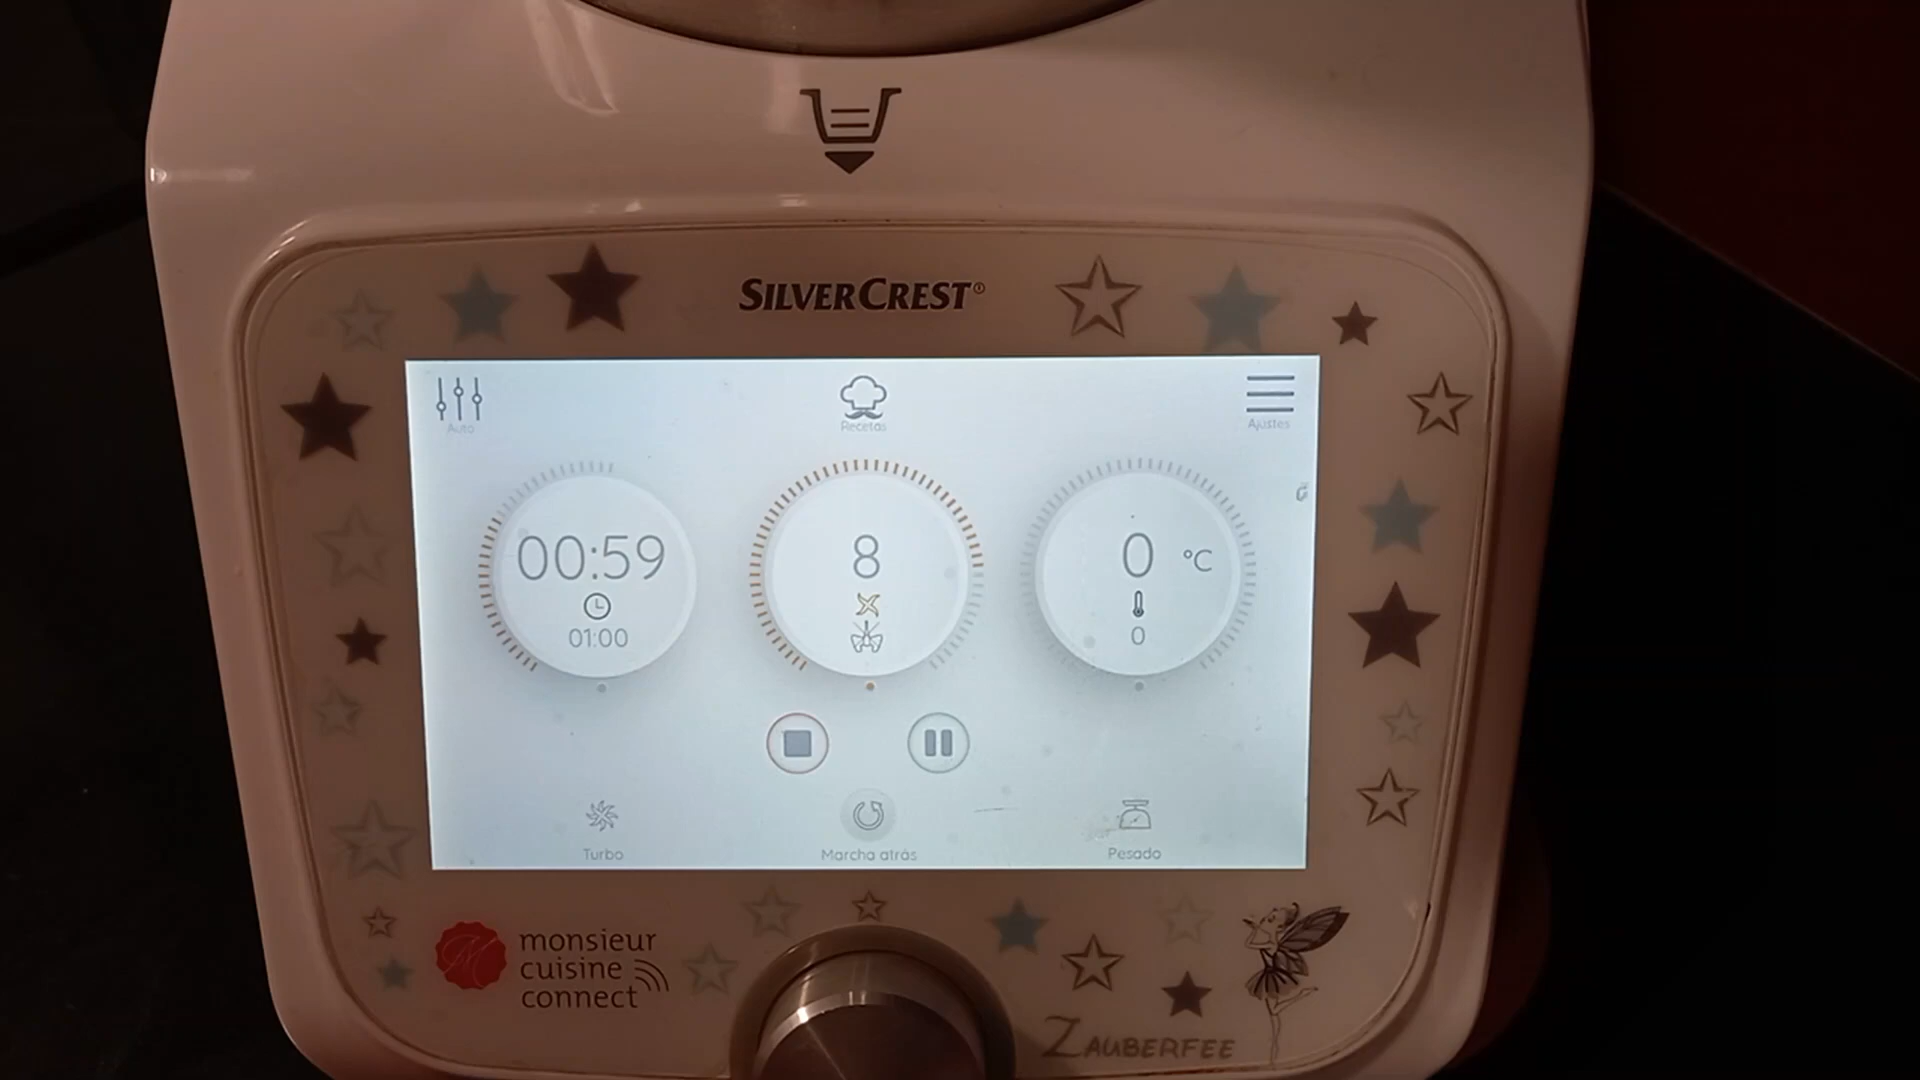 SILVERCREST®
Auto
Recetas
Ajustes
00:59
01:00
8
0 °C
0
Turbo
Marcha atrás
Pesado
monsieur
cuisine
connect
ZAUBERFEE